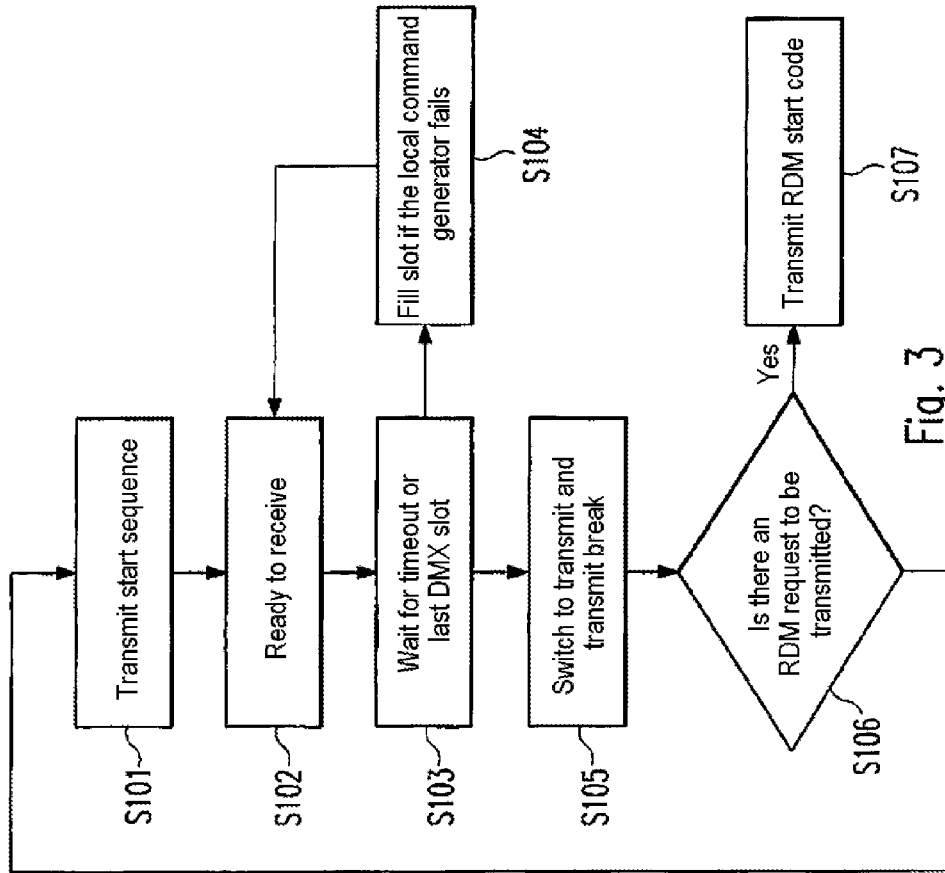 Transmit start sequence
S101
Ready to receive
S102
Wait for timeout or
last DMX slot
S103
Fill slot if the local command
generator fails
S104
Switch to transmit and
transmit break
S105
Is there an
RDM request to be
transmitted?
S106
Yes
Transmit RDM start code
S107
Fig. 3